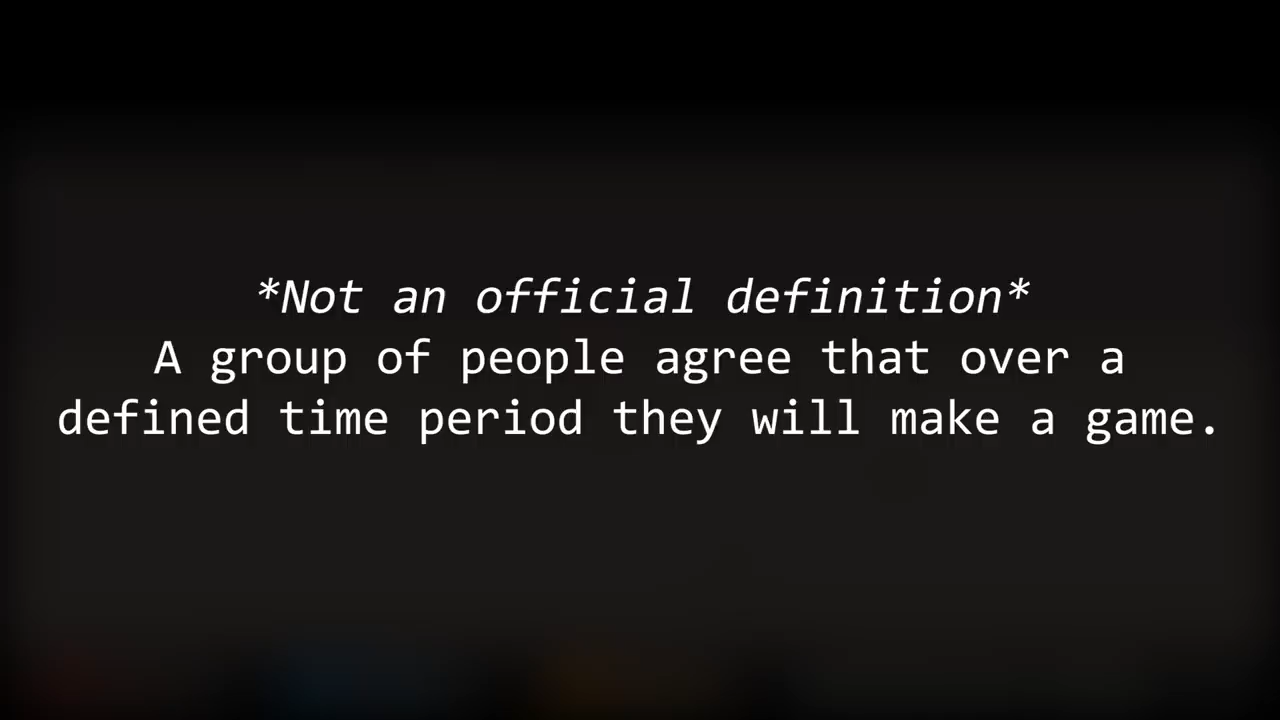 *Not an official definition*
A group of people agree that over a
defined time period they will make a game.